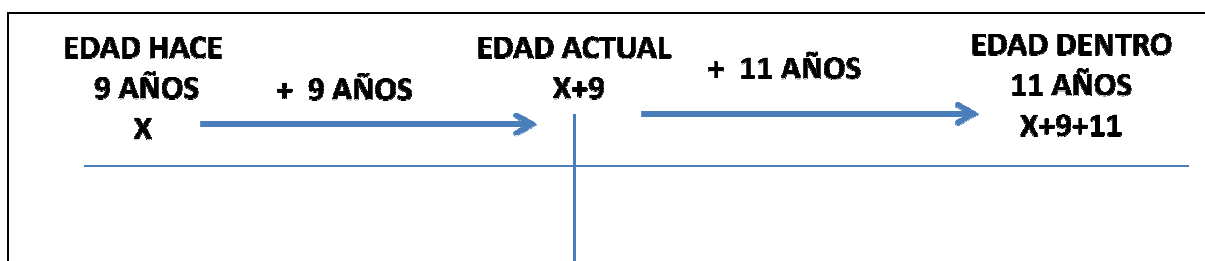 EDAD HACE
9 AÑOS
X
+ 9 AÑOS
EDAD ACTUAL
X+9
+ 11 AÑOS
EDAD DENTRO
11 AÑOS
X+9+11